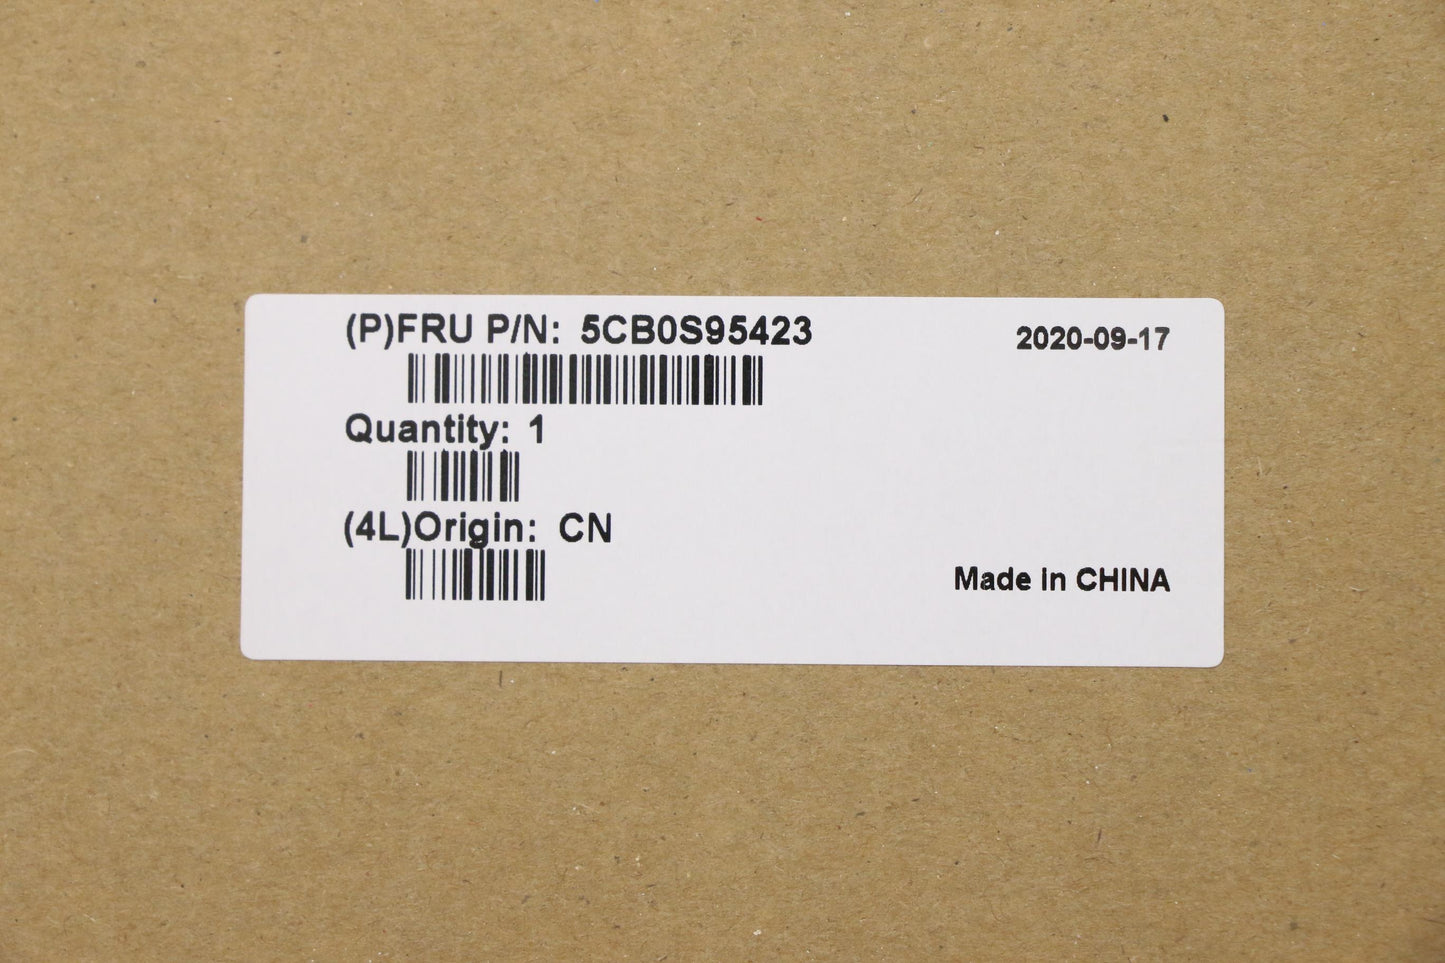 (P)FRU P/N: 5CB0S95423
2020-09-17
Quantity: 1
(4L)Origin: CN
Made In CHINA